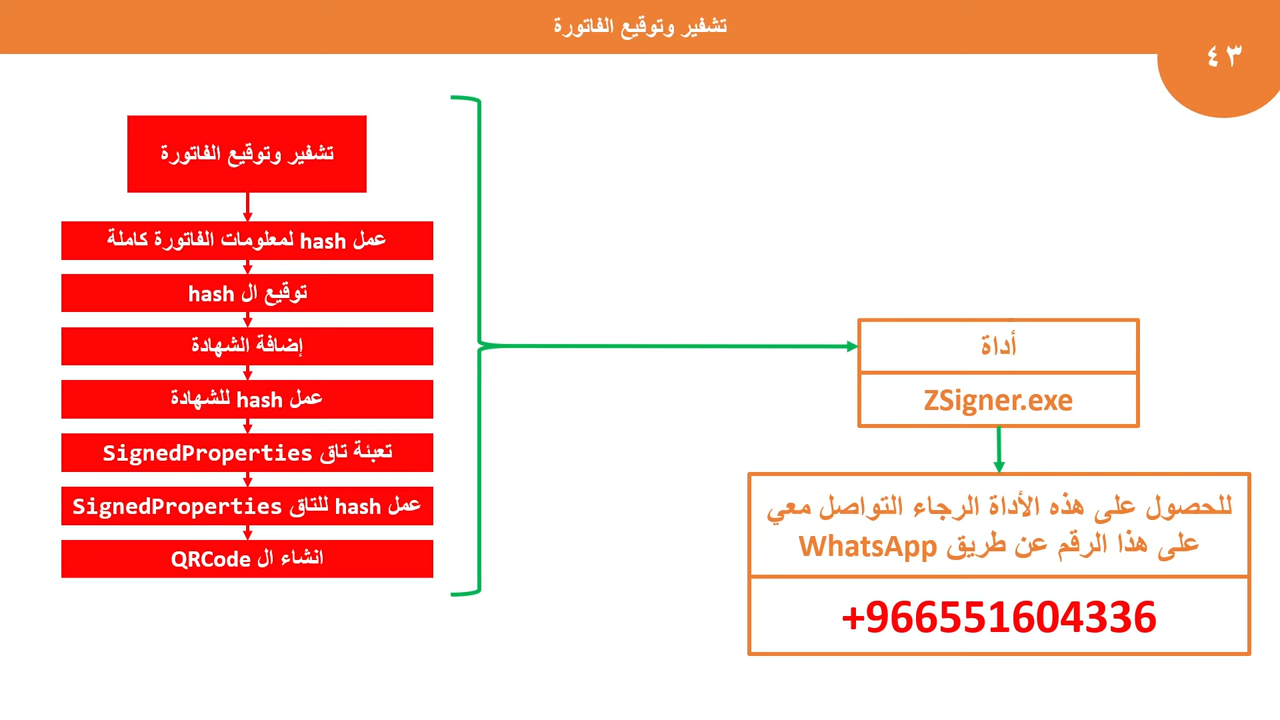 تشفير وتوقيع الفاتورة
٤٣
تشفير وتوقيع الفاتورة
عمل hash لمعلومات الفاتورة كاملة
توقيع ال hash
إضافة الشهادة
عمل hash للشهادة
تعبئة تاق SignedProperties
عمل hash للتاق SignedProperties
انشاء ال QRCode
أداة
ZSigner.exe
للحصول على هذه الأداة الرجاء التواصل معي
على هذا الرقم عن طريق WhatsApp
+966551604336